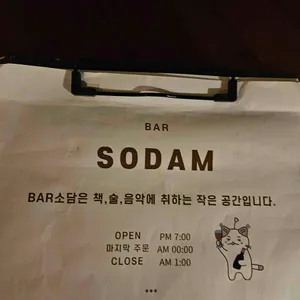 BAR
SODAM
BAR소담은 책,술,음악에 취하는 작은 공간입니다.
OPEN PM 7:00
마지막 주문 AM 00:00
CLOSE AM 1:00
...